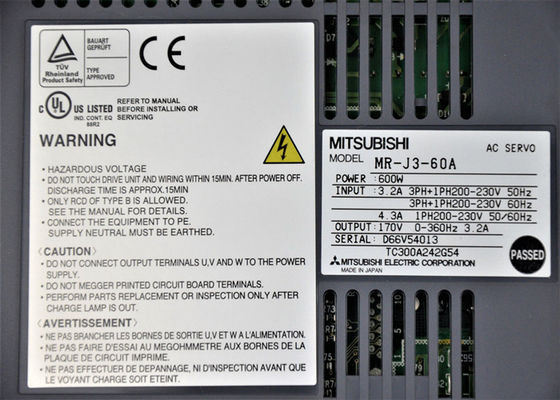 BAUART
GEPRÜFT
TÜV
Rheinland
Product Safety
TYPE
APPROVED
CE
c UL US LISTED
IND. CONT. EQ
88R2
REFER TO MANUAL
BEFORE INSTALLING OR
SERVICING
WARNING
• HAZARDOUS VOLTAGE
• DO NOT TOUCH DRIVE UNIT AND WIRING WITHIN 15MIN. AFTER POWER OFF.
DISCHARGE TIME IS APPROX.15MIN
• ONLY RCD OF TYPE B IS ALLOWED.
SEE THE MANUAL FOR DETAILS.
• CONNECT THE EQUIPMENT TO PE.
SUPPLY NEUTRAL MUST BE EARTHED.
〈CAUTION〉
• DO NOT CONNECT OUTPUT TERMINALS U,V AND W TO THE POWER
SUPPLY.
• DO NOT MEGGER PRINTED CIRCUIT BOARD TERMINALS.
• PERFORM PARTS REPLACEMENT OR INSPECTION ONLY AFTER
CHARGE LAMP IS OUT.
〈AVERTISSEMENT〉
• NE PAS BRANCHER LES BORNES DE SORTIE U,V ET W A L'ALIMENTATION.
• NE PAS FAIRE D'ESSAI AU MEGOHMMETRE AUX BORNES DE LA
PLAQUE DE CIRCUIT IMPRIME.
• NE PAS EFFECTUER DE DEPANNAGE, NI D'INSPECTION AVANT QUE LE
VOYANT DE CHARGE SOIT ETEINT.
MITSUBISHI AC SERVO
MODEL MR-J3-60A
POWER :600W
INPUT :3.2A 3PH+1PH200-230V 50Hz
3PH+1PH200-230V 60Hz
4.3A 1PH200-230V 50/60Hz
OUTPUT:170V 0-360Hz 3.2A
SERIAL: D66V54013
TC300A242G54
MITSUBISHI ELECTRIC CORPORATION
MADE IN JAPAN
PASSED